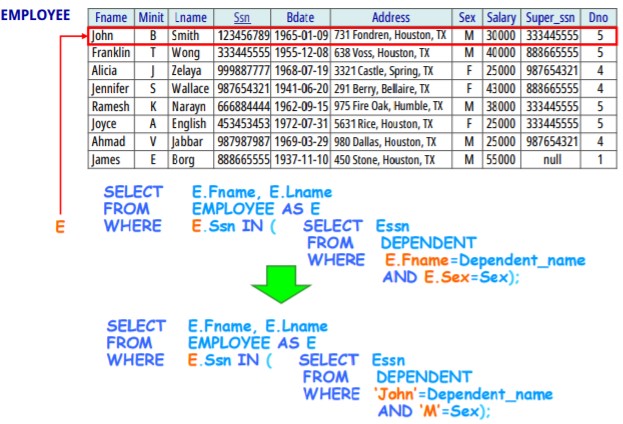 EMPLOYEE
Fname Minit Lname Ssn Bdate Address Sex Salary Super_ssn Dno
John B Smith 123456789 1965-01-09 731 Fondren, Houston, TX M 30000 333445555 5
Franklin T Wong 333445555 1955-12-08 638 Voss, Houston, TX M 40000 888665555 5
Alicia J Zelaya 999887777 1968-07-19 3321 Castle, Spring, TX F 25000 987654321 4
Jennifer S Wallace 987654321 1941-06-20 291 Berry, Bellaire, TX F 43000 888665555 4
Ramesh K Narayn 666884444 1962-09-15 975 Fire Oak, Humble, TX M 38000 333445555 5
Joyce A English 453453453 1972-07-31 5631 Rice, Houston, TX F 25000 333445555 5
Ahmad V Jabbar 987987987 1969-03-29 980 Dallas, Houston, TX M 25000 987654321 4
James E Borg 888665555 1937-11-10 450 Stone, Houston, TX M 55000 null 1
SELECT E.Fname, E.Lname
FROM EMPLOYEE AS E
E WHERE E.Ssn IN ( SELECT Essn
FROM DEPENDENT
WHERE E.Fname=Dependent_name
AND E.Sex=Sex);
SELECT E.Fname, E.Lname
FROM EMPLOYEE AS E
WHERE E.Ssn IN ( SELECT Essn
FROM DEPENDENT
WHERE 'John'=Dependent_name
AND 'M'=Sex);